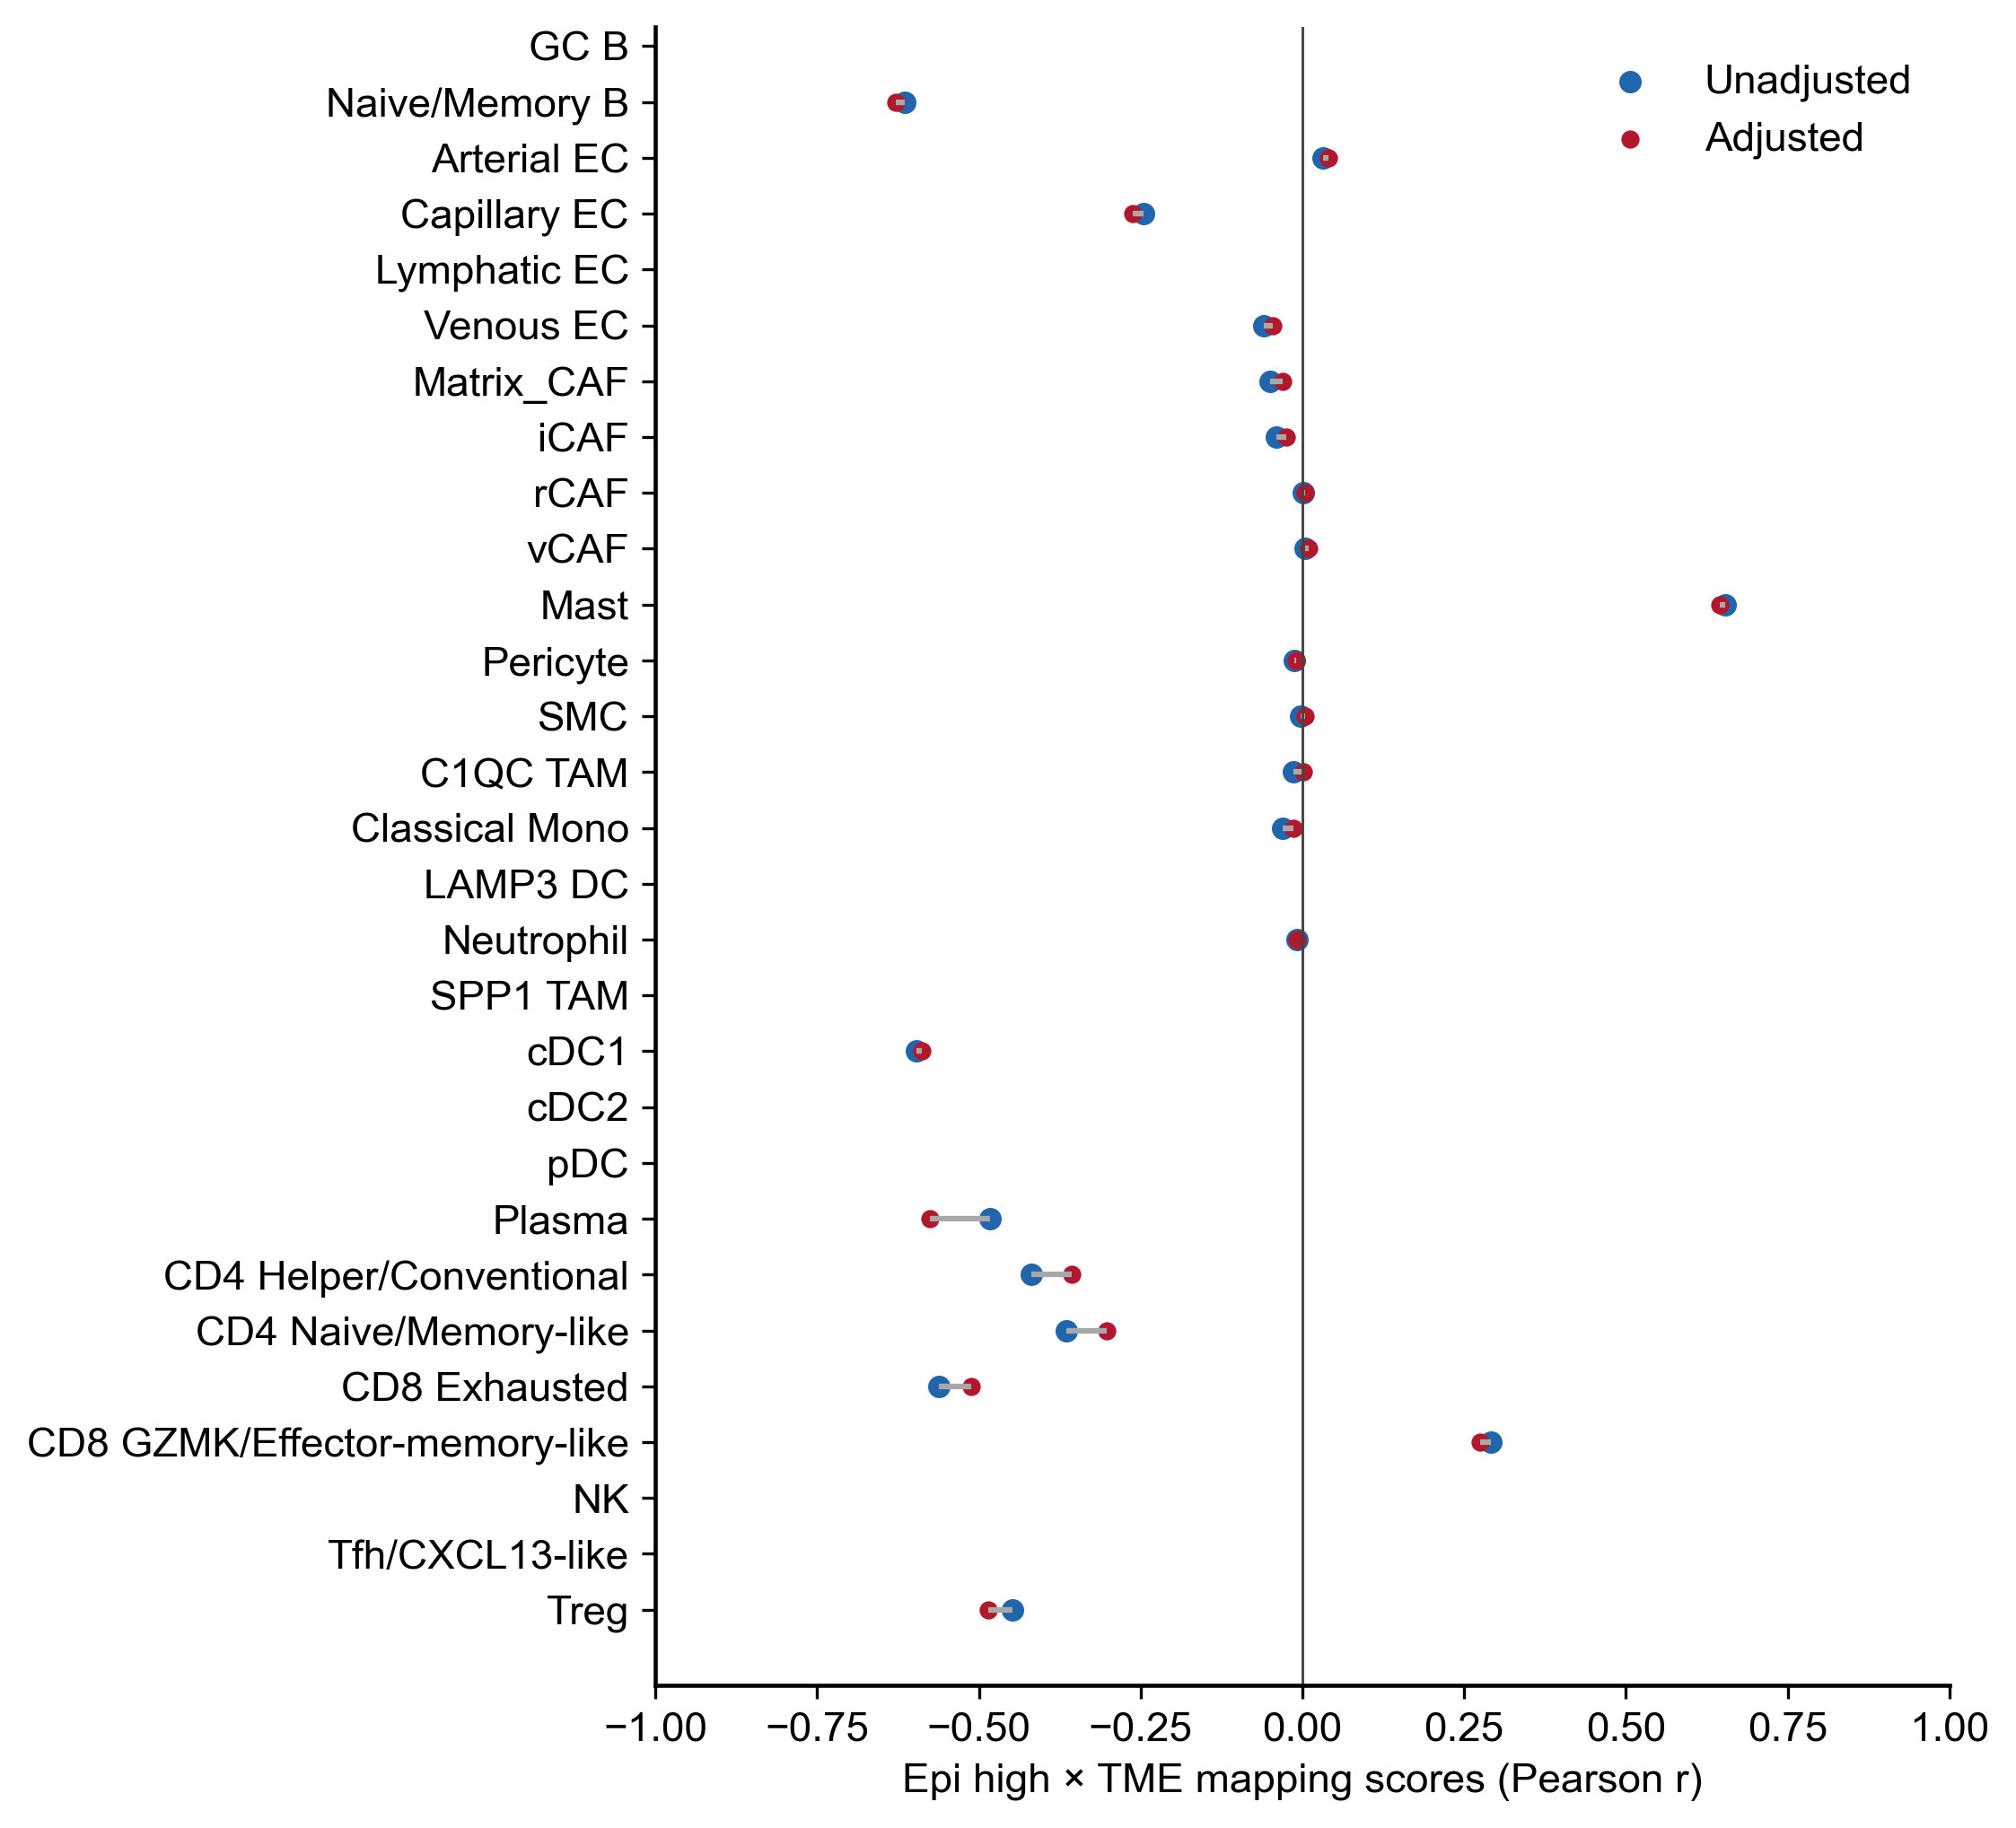 GC B
Naive/Memory B
Arterial EC
Capillary EC
Lymphatic EC
Venous EC
Matrix_CAF
iCAF
rCAF
vCAF
Mast
Pericyte
SMC
C1QC TAM
Classical Mono
LAMP3 DC
Neutrophil
SPP1 TAM
cDC1
cDC2
pDC
Plasma
CD4 Helper/Conventional
CD4 Naive/Memory-like
CD8 Exhausted
CD8 GZMK/Effector-memory-like
NK
Tfh/CXCL13-like
Treg
Unadjusted
Adjusted
−1.00 −0.75 −0.50 −0.25 0.00 0.25 0.50 0.75 1.00
Epi high × TME mapping scores (Pearson r)